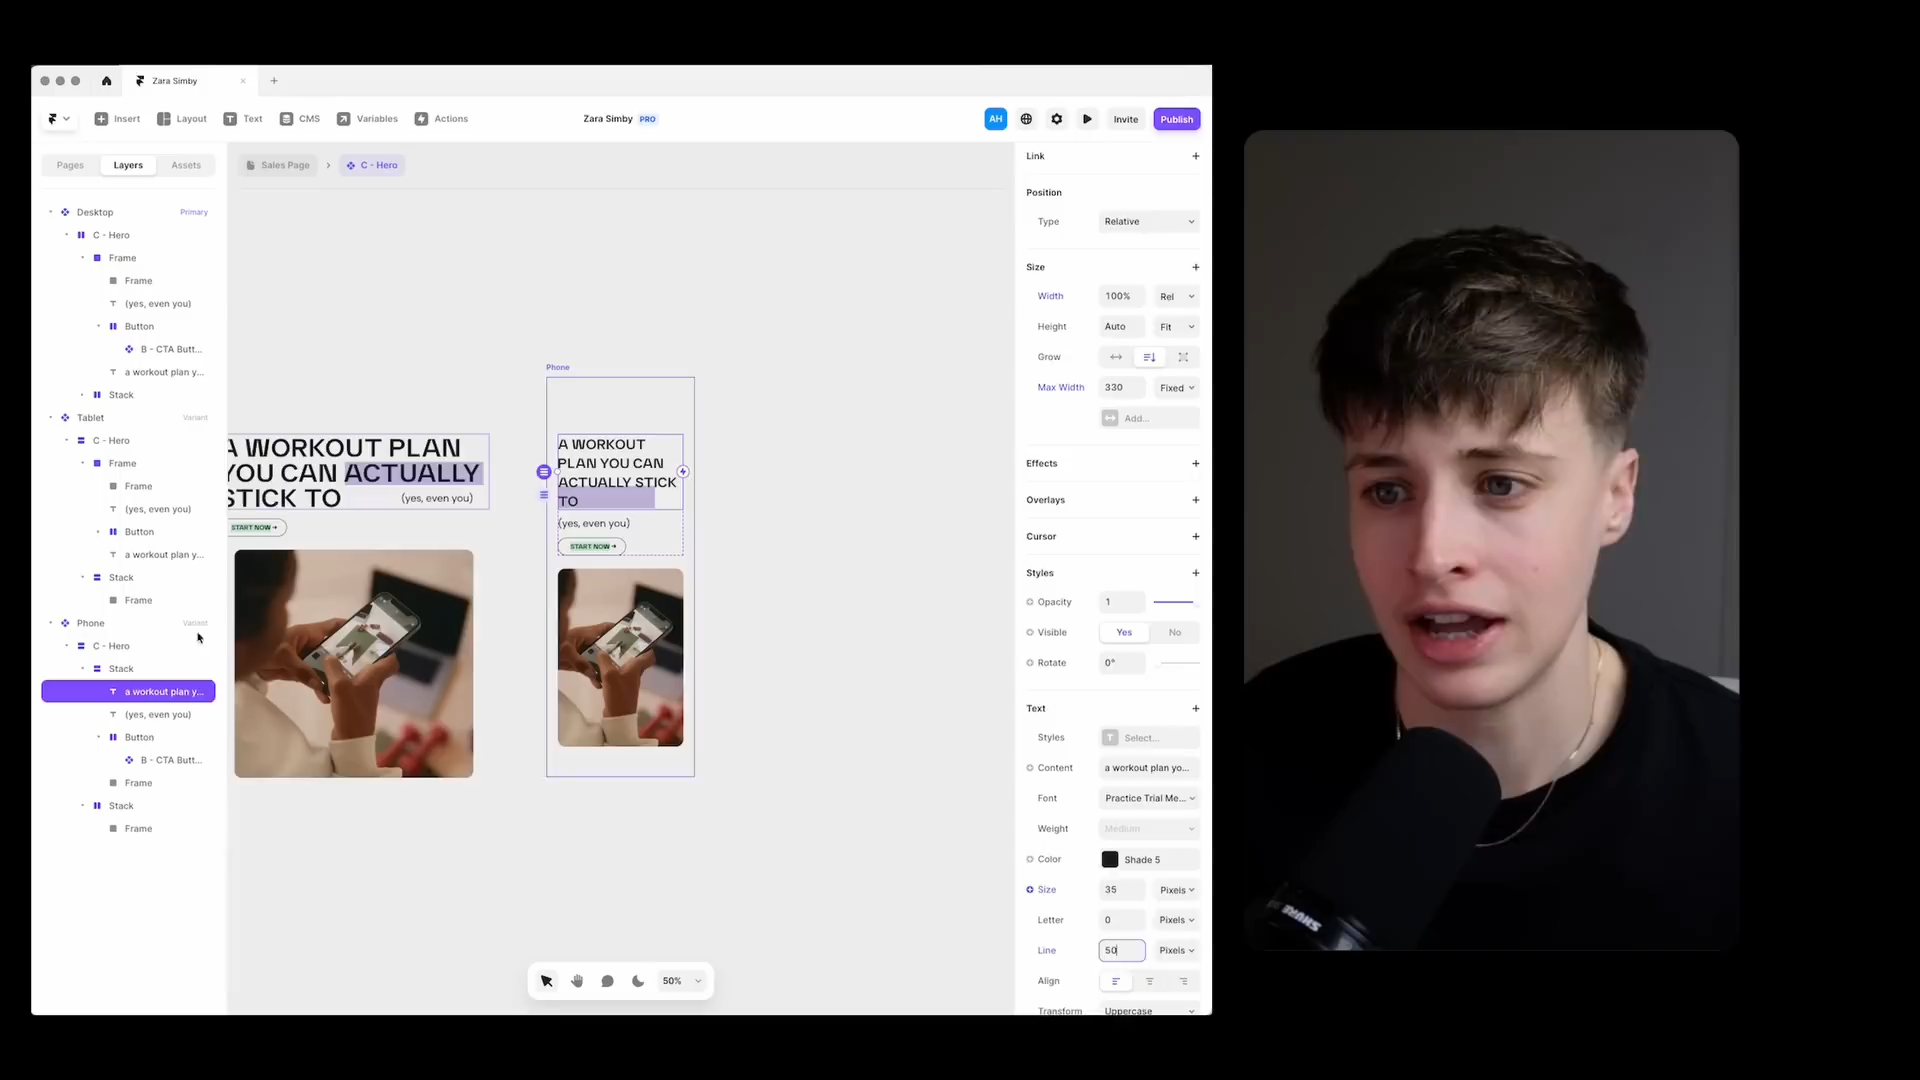 Zara Simby
Insert
Layout
Text
CMS
Variables
Actions
Zara Simby PRO
AH
Invite
Publish
Pages
Layers
Assets
Sales Page
C - Hero
Desktop
Primary
C - Hero
Frame
Frame
(yes, even you)
Button
B - CTA Butt...
a workout plan y...
Stack
Tablet
Variant
C - Hero
Frame
Frame
(yes, even you)
Button
a workout plan y...
Stack
Frame
Phone
Variant
C - Hero
Stack
a workout plan y...
(yes, even you)
Button
B - CTA Butt...
Frame
Stack
Frame
A WORKOUT PLAN
YOU CAN ACTUALLY
STICK TO
(yes, even you)
START NOW →
Phone
A WORKOUT
PLAN YOU CAN
ACTUALLY STICK
TO
(yes, even you)
START NOW →
50%
Link
Position
Type
Relative
Size
Width
100%
Rel
Height
Auto
Fit
Grow
Max Width
330
Fixed
Add...
Effects
Overlays
Cursor
Styles
Opacity
1
Visible
Yes
No
Rotate
0°
Text
Styles
Select...
Content
a workout plan yo...
Font
Practice Trial Me...
Weight
Medium
Color
Shade 5
Size
35
Pixels
Letter
0
Pixels
Line
50
Pixels
Align
Transform
Uppercase
SHURE